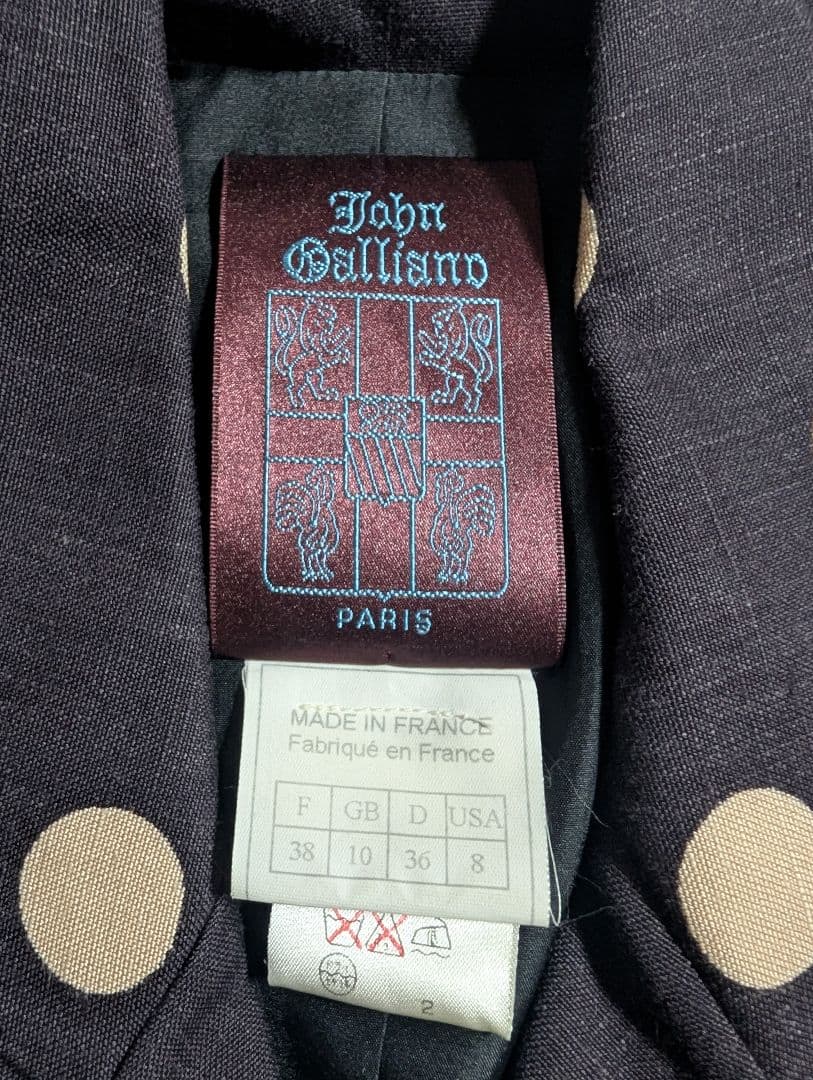 John
Galliano
PARIS
MADE IN FRANCE
Fabriqué en France
F GB D USA
38 10 36 8
2